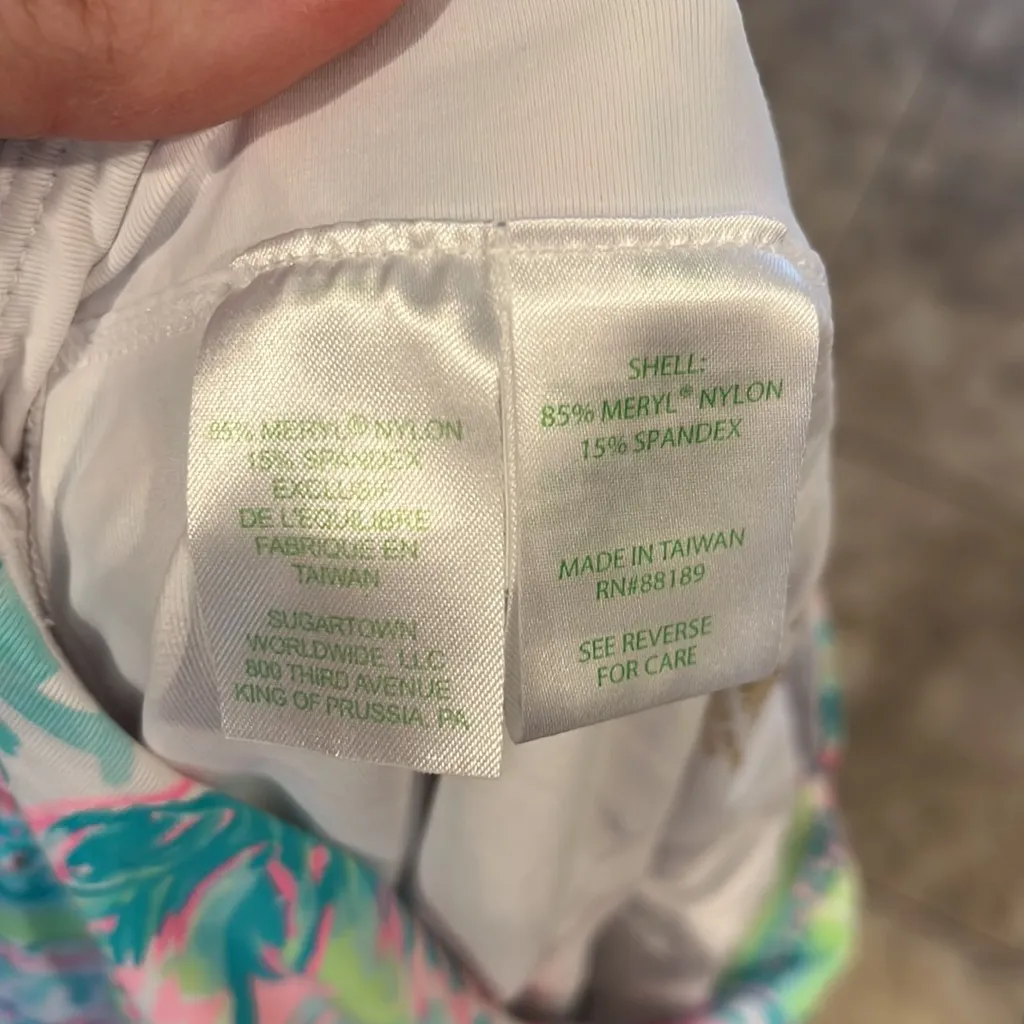 85% MERYL® NYLON
15% SPANDEX
EXCLUSIF
DE L'EQUILIBRE
FABRIQUE EN
TAIWAN
SUGARTOWN
WORLDWIDE, LLC
800 THIRD AVENUE
KING OF PRUSSIA, PA
SHELL:
85% MERYL® NYLON
15% SPANDEX
MADE IN TAIWAN
RN#88189
SEE REVERSE
FOR CARE